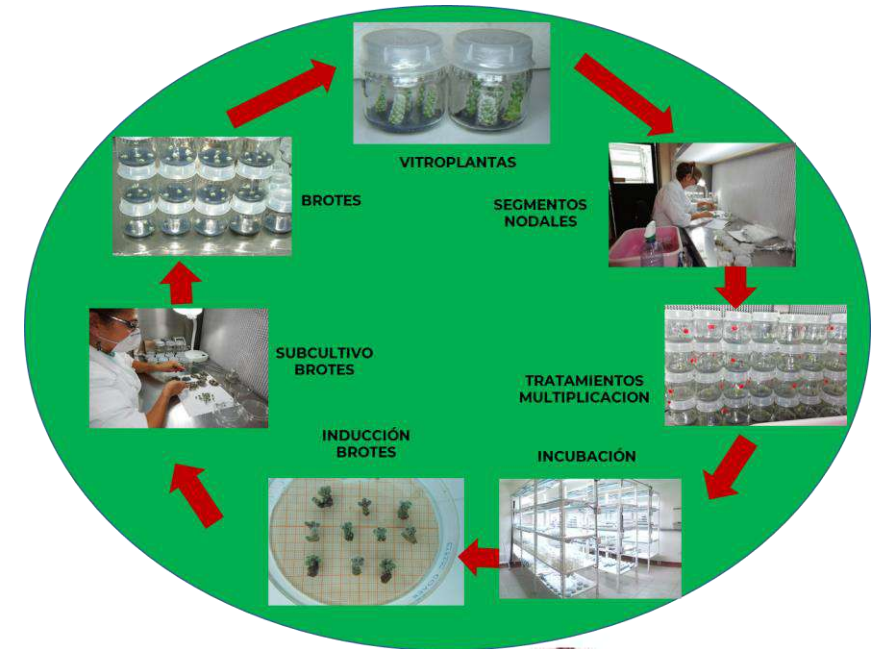 VITROPLANTAS
SEGMENTOS
NODALES
TRATAMIENTOS
MULTIPLICACION
INCUBACIÓN
INDUCCIÓN
BROTES
SUBCULTIVO
BROTES
BROTES